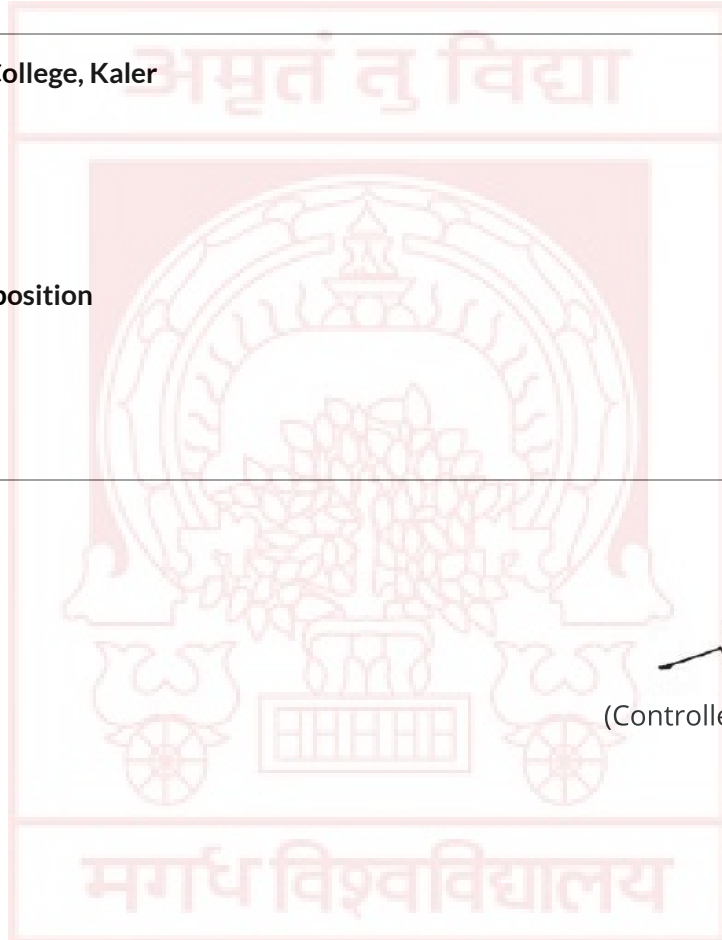 अमृतं तु विद्या
College, Kaler
position
(Controlle
मगध विश्वविद्यालय